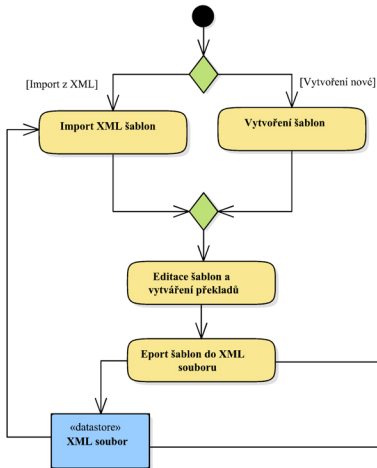 [Import z XML]
[Vytvoření nové]
Import XML šablon
Vytvoření šablon
Editace šablon a
vytváření překladů
Eport šablon do XML
souboru
«datastore»
XML soubor